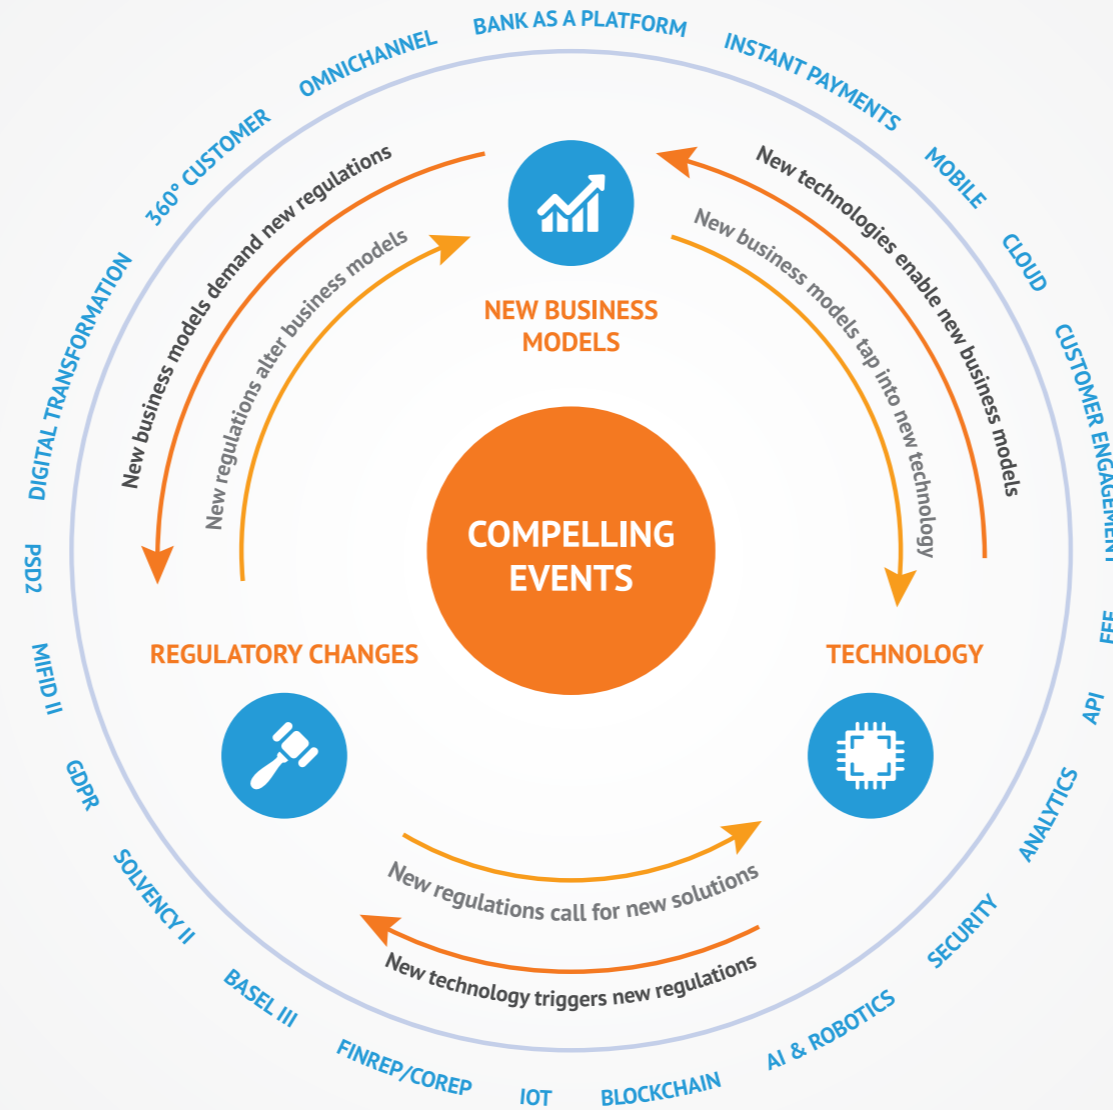 BANK AS A PLATFORM
INSTANT PAYMENTS
MOBILE
CLOUD
CUSTOMER ENGAGEMENT
API
ANALYTICS
SECURITY
AI & ROBOTICS
BLOCKCHAIN
IOT
FINREP/COREP
BASEL III
SOLVENCY II
GDPR
MIFID II
PSD2
DIGITAL TRANSFORMATION
360° CUSTOMER
OMNICHANNEL
New business models demand new regulations
New regulations alter business models
New technologies enable new business models
New business models tap into new technology
NEW BUSINESS
MODELS
COMPELLING
EVENTS
REGULATORY CHANGES
TECHNOLOGY
New regulations call for new solutions
New technology triggers new regulations